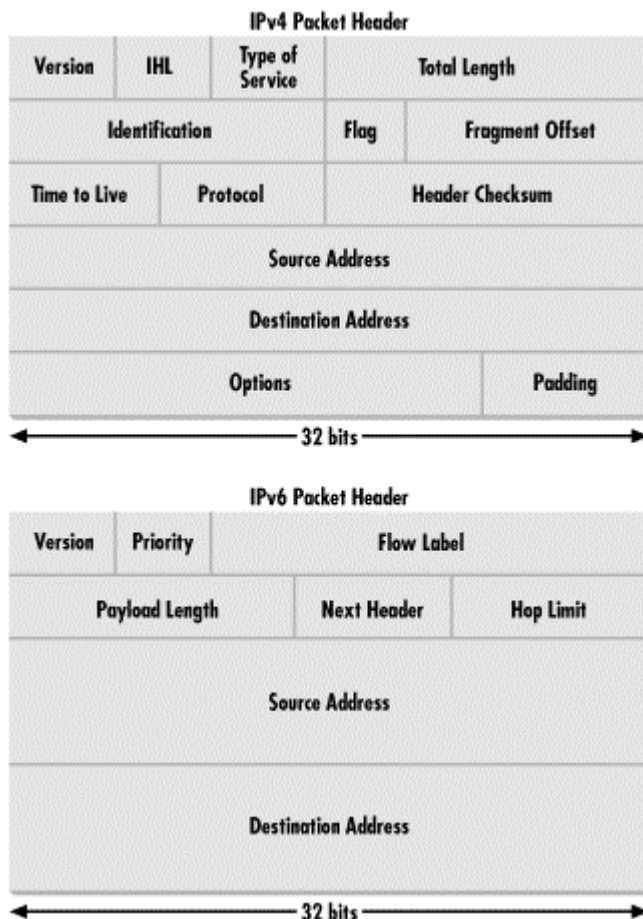 IPv4 Packet Header
Version IHL Type of Service Total Length
Identification Flag Fragment Offset
Time to Live Protocol Header Checksum
Source Address
Destination Address
Options Padding
32 bits
IPv6 Packet Header
Version Priority Flow Label
Payload Length Next Header Hop Limit
Source Address
Destination Address
32 bits